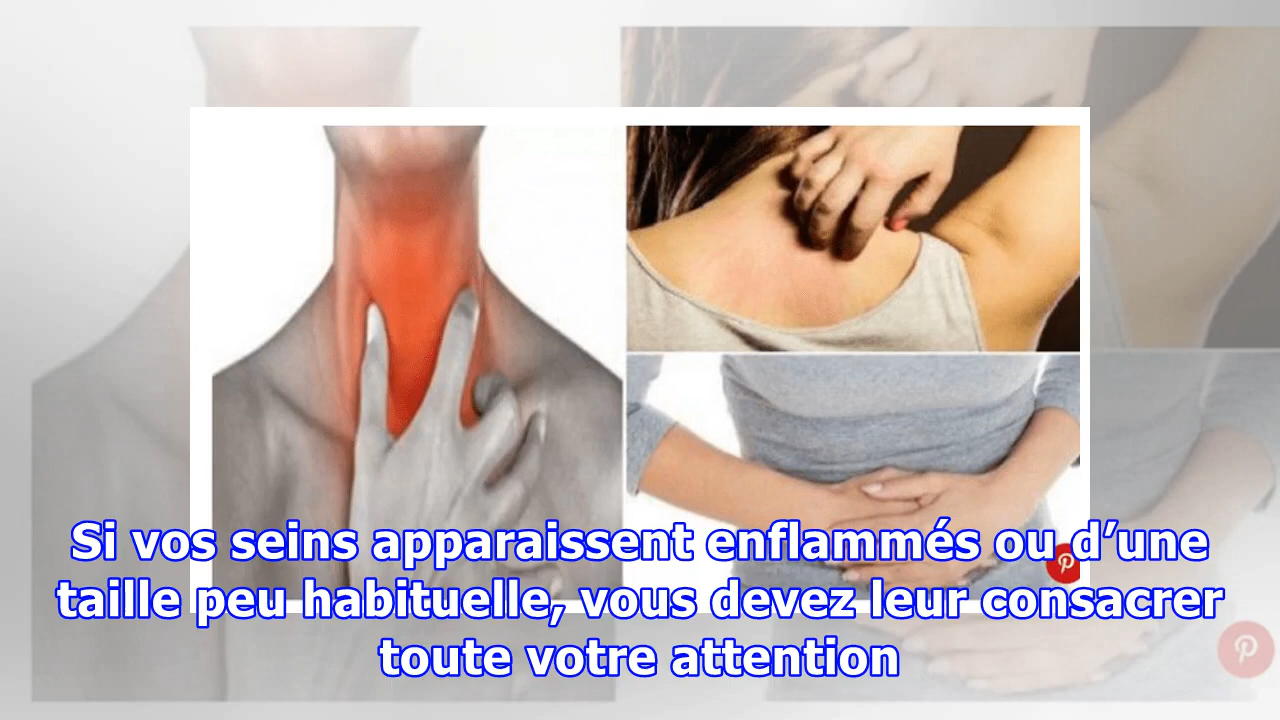 Si vos seins apparaissent enflammés ou d’une
taille peu habituelle, vous devez leur consacrer
toute votre attention